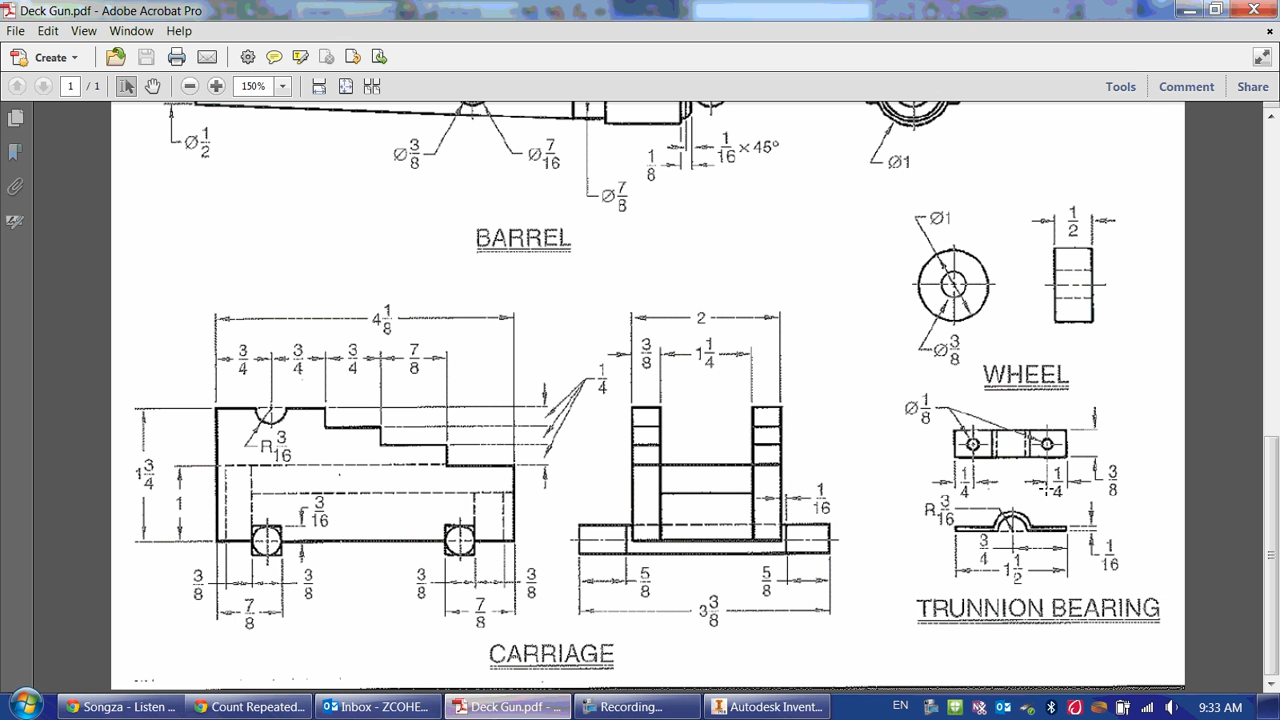 Deck Gun.pdf - Adobe Acrobat Pro
File Edit View Window Help
Create
1 / 1 150% Tools Comment Share
Ø1/2
Ø3/8
Ø7/16
1/8
1/16 × 45°
Ø7/8
Ø1
BARREL
Ø1
1/2
Ø3/8
WHEEL
4 1/8
3/4 3/4 3/4 7/8
1/4
R3/16
1 3/4
1
3/16
3/8 3/8 3/8 3/8
7/8 7/8
2
3/8 1 1/4
1/16
5/8 5/8
3 3/8
CARRIAGE
Ø1/8
1/4 1/4 3/8
R3/16
3/4
1 1/2
1/16
TRUNNION BEARING
Songza - Listen ...
Count Repeated...
Inbox - ZCOHE...
Deck Gun.pdf - ...
Recording...
Autodesk Invent...
EN
9:33 AM